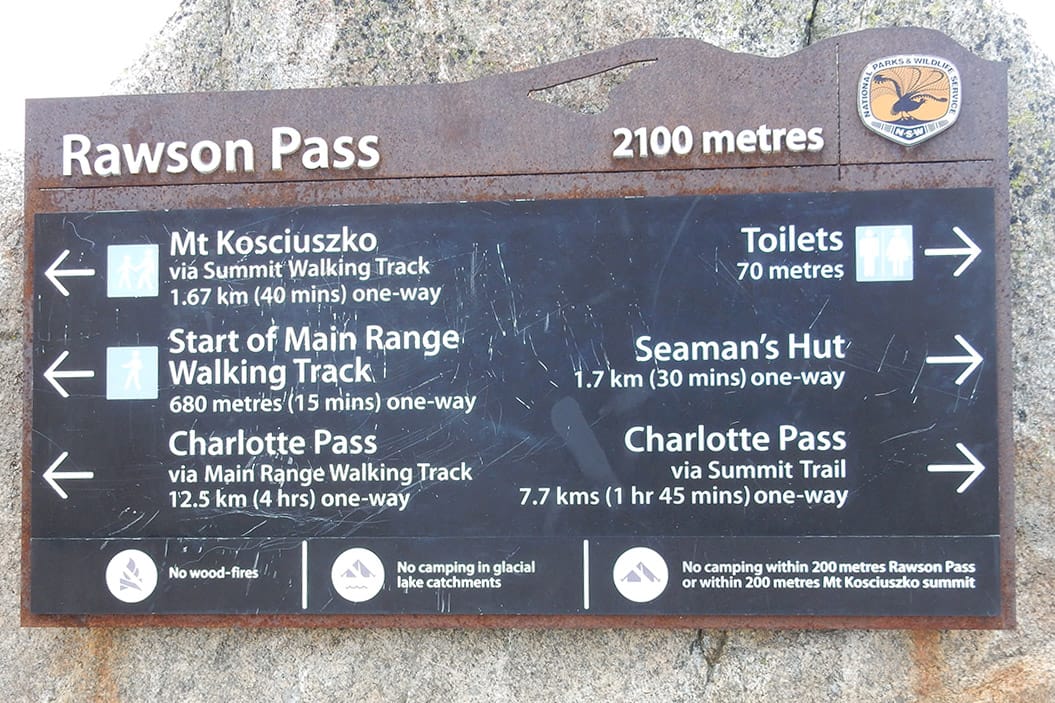 Rawson Pass
2100 metres
NATIONAL PARKS & WILDLIFE SERVICE
N·S·W
Mt Kosciuszko
via Summit Walking Track
1.67 km (40 mins) one-way
Start of Main Range
Walking Track
680 metres (15 mins) one-way
Charlotte Pass
via Main Range Walking Track
12.5 km (4 hrs) one-way
Toilets
70 metres
Seaman's Hut
1.7 km (30 mins) one-way
Charlotte Pass
via Summit Trail
7.7 kms (1 hr 45 mins) one-way
No wood-fires
No camping in glacial
lake catchments
No camping within 200 metres Rawson Pass
or within 200 metres Mt Kosciuszko summit